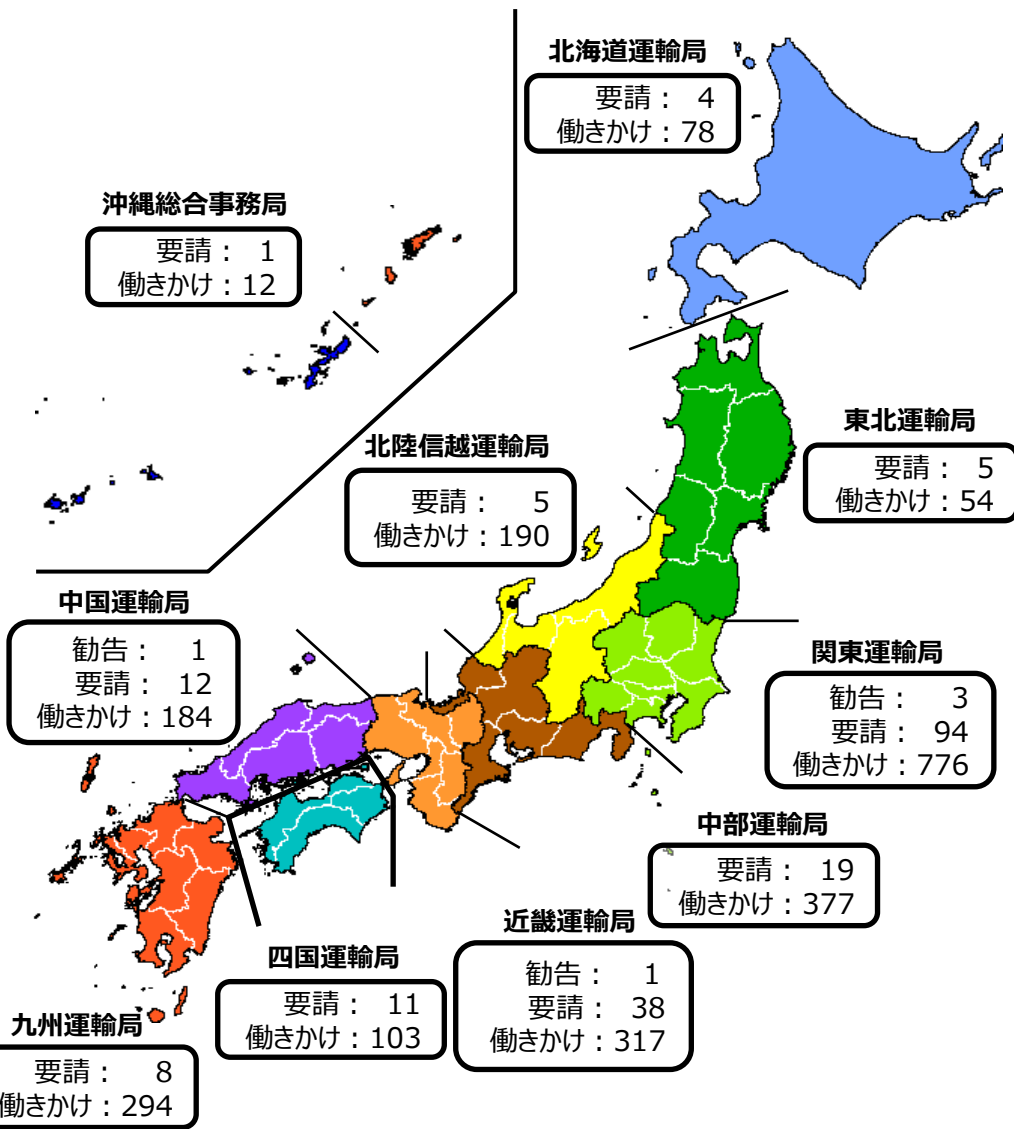 北海道運輸局
要請： 4
働きかけ：78
沖縄総合事務局
要請： 1
働きかけ：12
東北運輸局
要請： 5
働きかけ：54
北陸信越運輸局
要請： 5
働きかけ：190
中国運輸局
勧告： 1
要請： 12
働きかけ：184
関東運輸局
勧告： 3
要請： 94
働きかけ：776
中部運輸局
要請： 19
働きかけ：377
近畿運輸局
勧告： 1
要請： 38
働きかけ：317
四国運輸局
要請： 11
働きかけ：103
九州運輸局
要請： 8
働きかけ：294